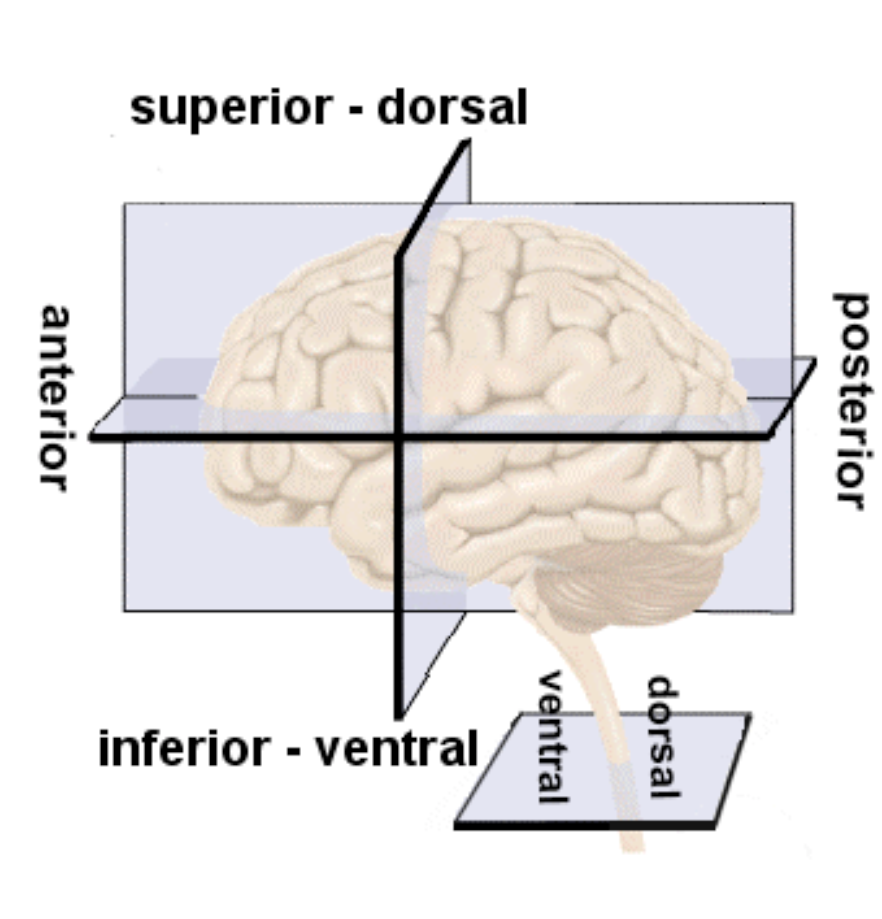 superior - dorsal
anterior
posterior
inferior - ventral
ventral
dorsal